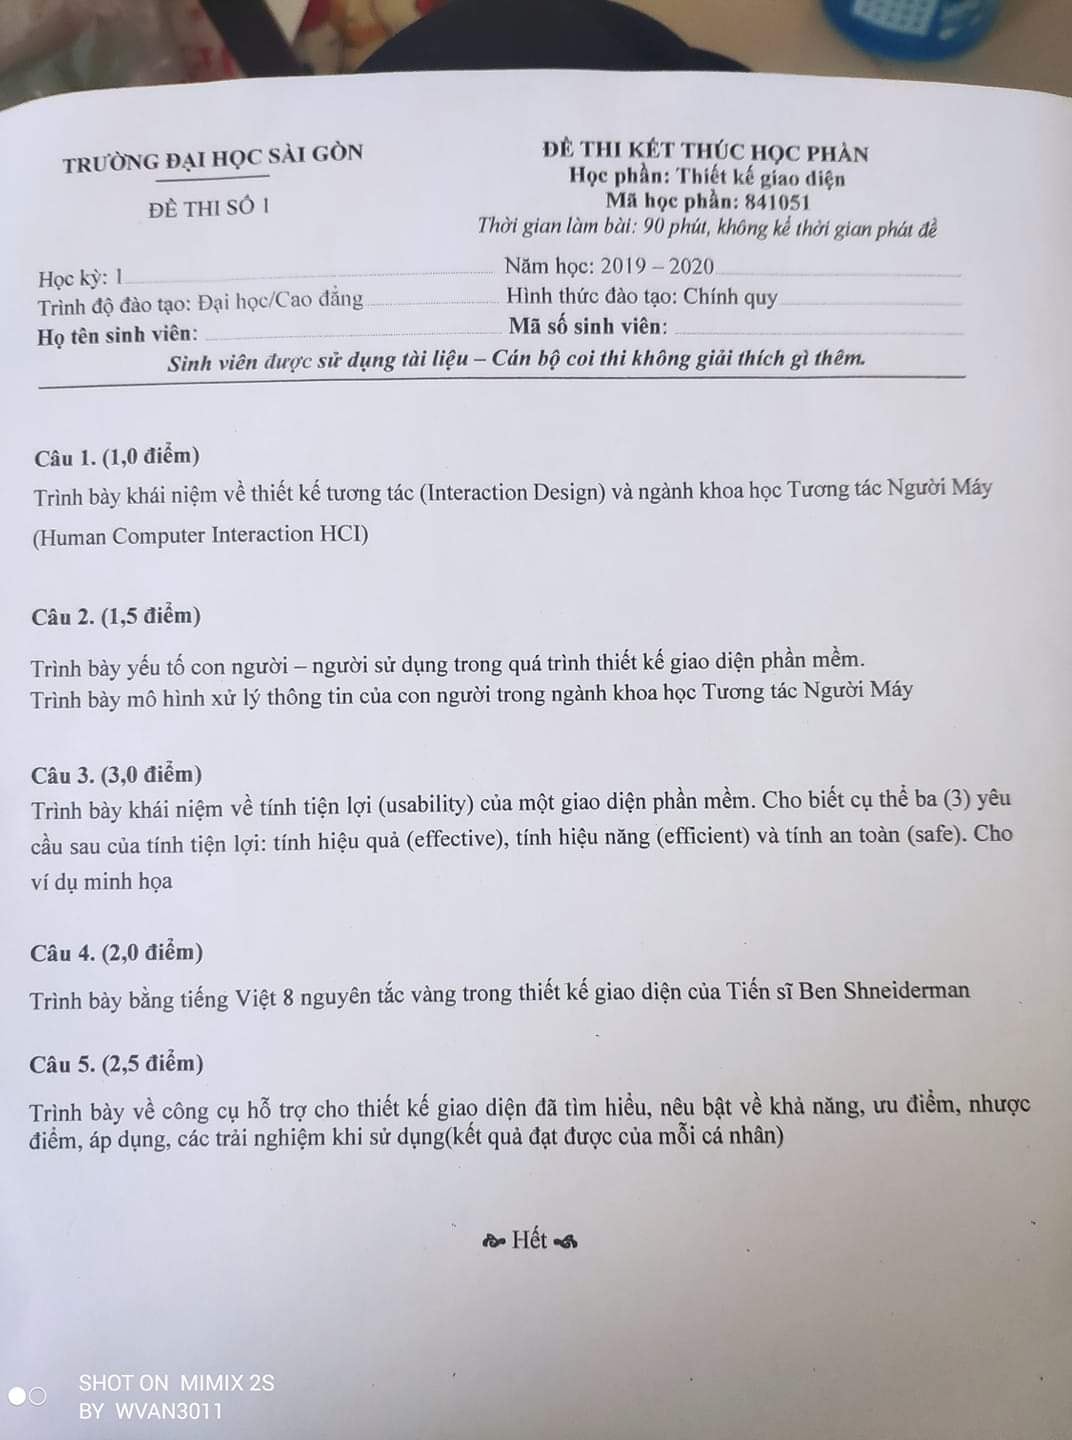 TRƯỜNG ĐẠI HỌC SÀI GÒN
ĐỀ THI SỐ 1
ĐỀ THI KẾT THÚC HỌC PHẦN
Học phần: Thiết kế giao diện
Mã học phần: 841051
Thời gian làm bài: 90 phút, không kể thời gian phát đề
Học kỳ: 1
Năm học: 2019 – 2020
Trình độ đào tạo: Đại học/Cao đẳng
Hình thức đào tạo: Chính quy
Họ tên sinh viên:
Mã số sinh viên:
Sinh viên được sử dụng tài liệu – Cán bộ coi thi không giải thích gì thêm.
Câu 1. (1,0 điểm)
Trình bày khái niệm về thiết kế tương tác (Interaction Design) và ngành khoa học Tương tác Người Máy
(Human Computer Interaction HCI)
Câu 2. (1,5 điểm)
Trình bày yếu tố con người – người sử dụng trong quá trình thiết kế giao diện phần mềm.
Trình bày mô hình xử lý thông tin của con người trong ngành khoa học Tương tác Người Máy
Câu 3. (3,0 điểm)
Trình bày khái niệm về tính tiện lợi (usability) của một giao diện phần mềm. Cho biết cụ thể ba (3) yêu
cầu sau của tính tiện lợi: tính hiệu quả (effective), tính hiệu năng (efficient) và tính an toàn (safe). Cho
ví dụ minh họa
Câu 4. (2,0 điểm)
Trình bày bằng tiếng Việt 8 nguyên tắc vàng trong thiết kế giao diện của Tiến sĩ Ben Shneiderman
Câu 5. (2,5 điểm)
Trình bày về công cụ hỗ trợ cho thiết kế giao diện đã tìm hiểu, nêu bật về khả năng, ưu điểm, nhược
điểm, áp dụng, các trải nghiệm khi sử dụng(kết quả đạt được của mỗi cá nhân)
Hết
SHOT ON MIMIX 2S
BY WVAN3011